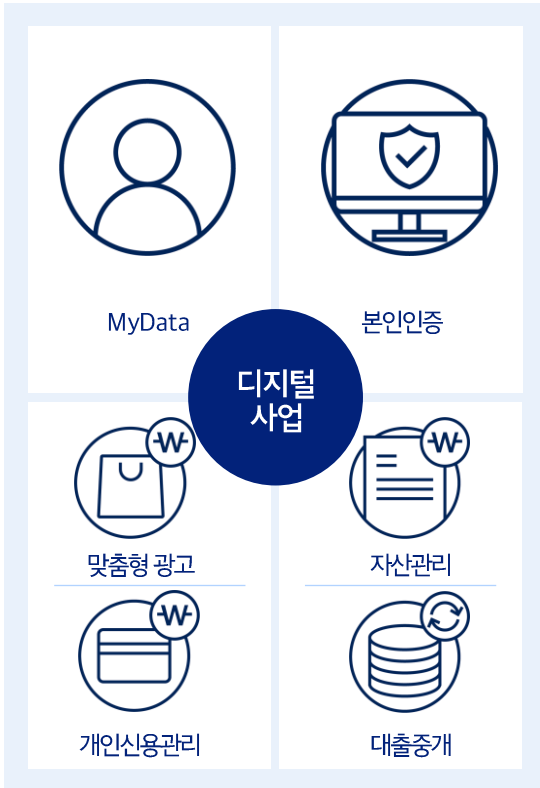 MyData
본인인증
디지털
사업
₩
₩
맞춤형 광고
자산관리
₩
개인신용관리
대출중개